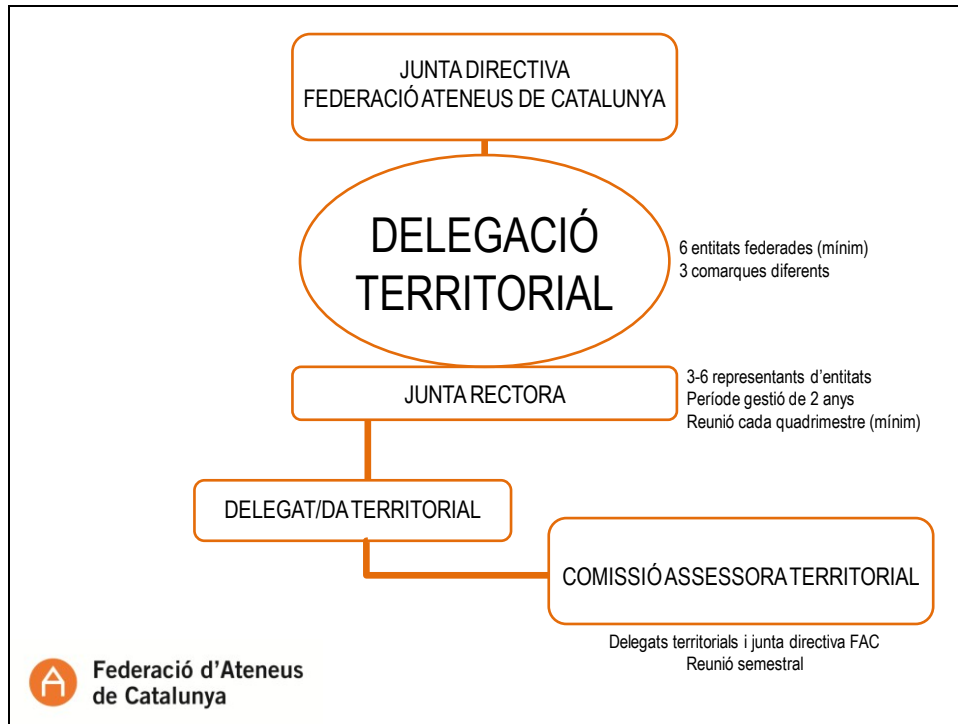 JUNTA DIRECTIVA
FEDERACIÓ ATENEUS DE CATALUNYA
DELEGACIÓ
TERRITORIAL
6 entitats federades (mínim)
3 comarques diferents
JUNTA RECTORA
3-6 representants d'entitats
Període gestió de 2 anys
Reunió cada quadrimestre (mínim)
DELEGAT/DA TERRITORIAL
COMISSIÓ ASSESSORA TERRITORIAL
Delegats territorials i junta directiva FAC
Reunió semestral
Federació d'Ateneus
de Catalunya